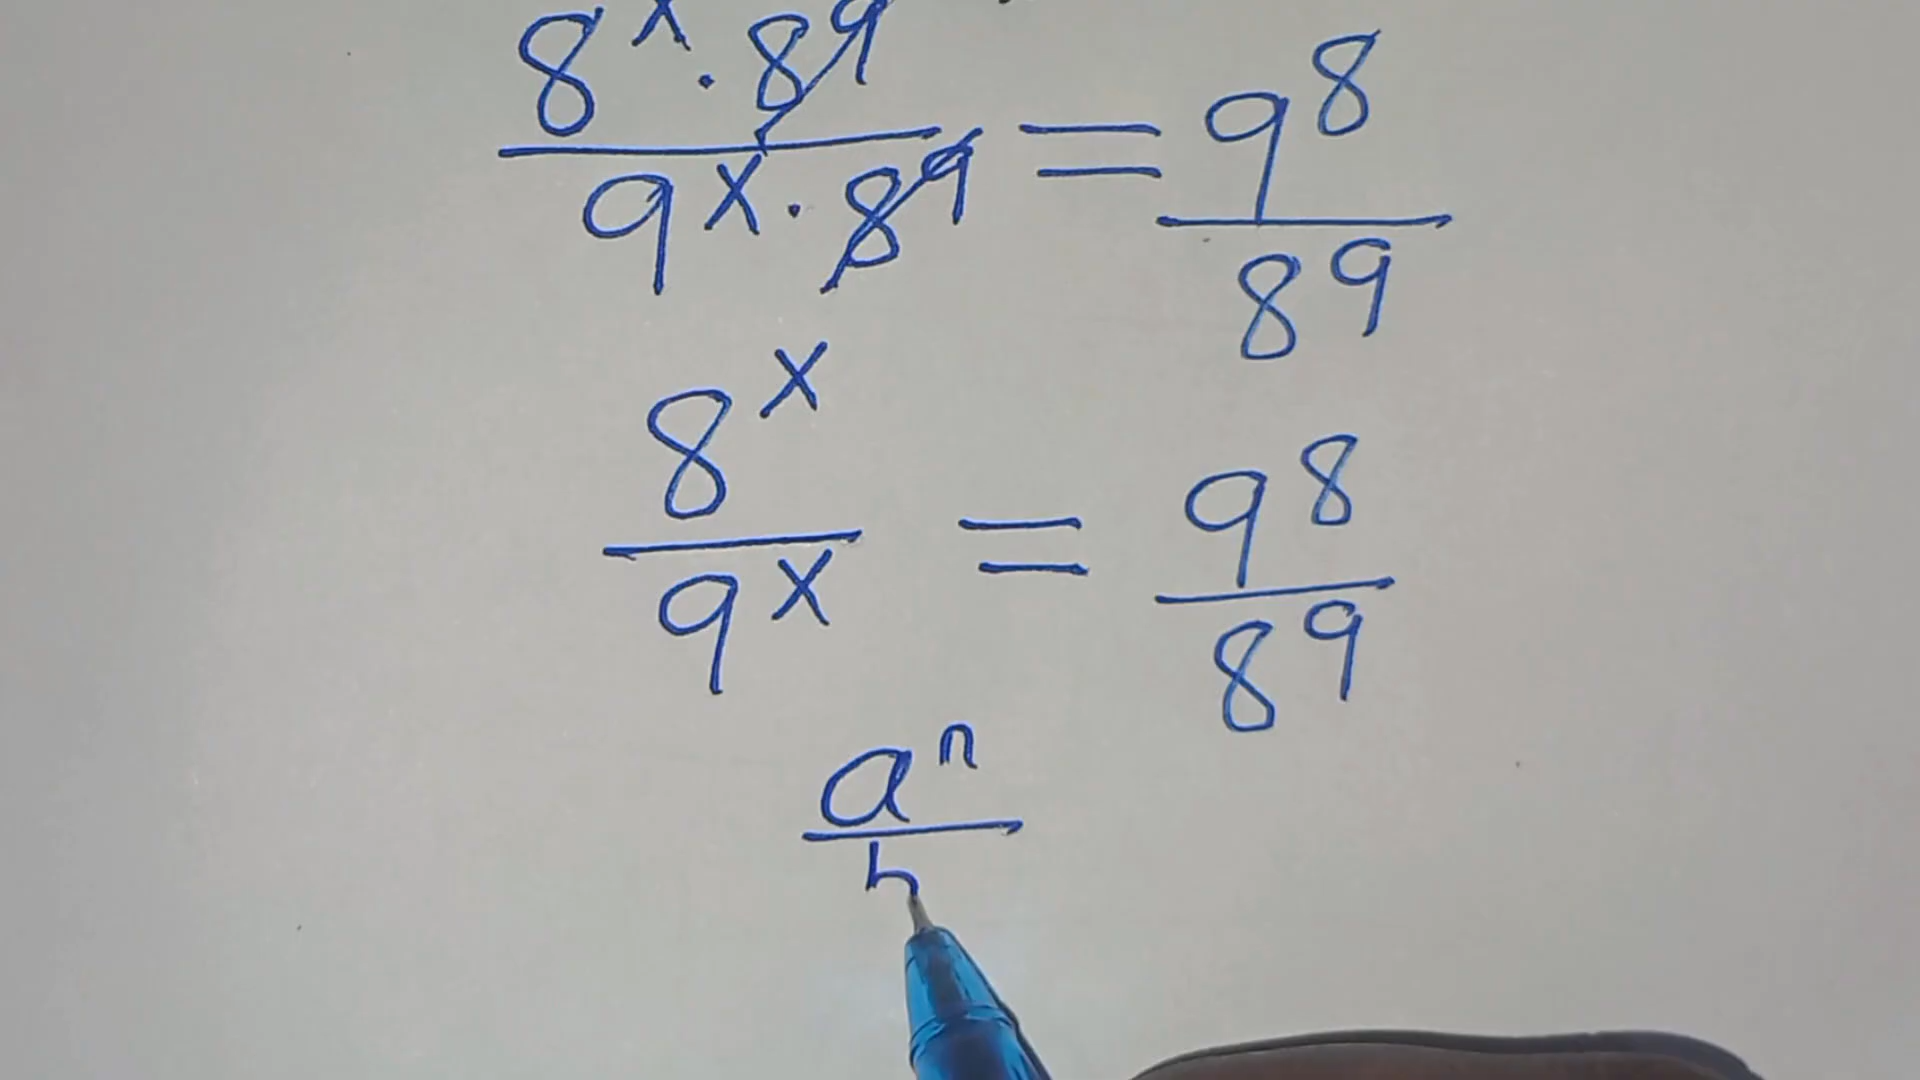 8^x · 8^9 / 9^x · 8^9 = 9^8 / 8^9
8^x / 9^x = 9^8 / 8^9
a^n / b